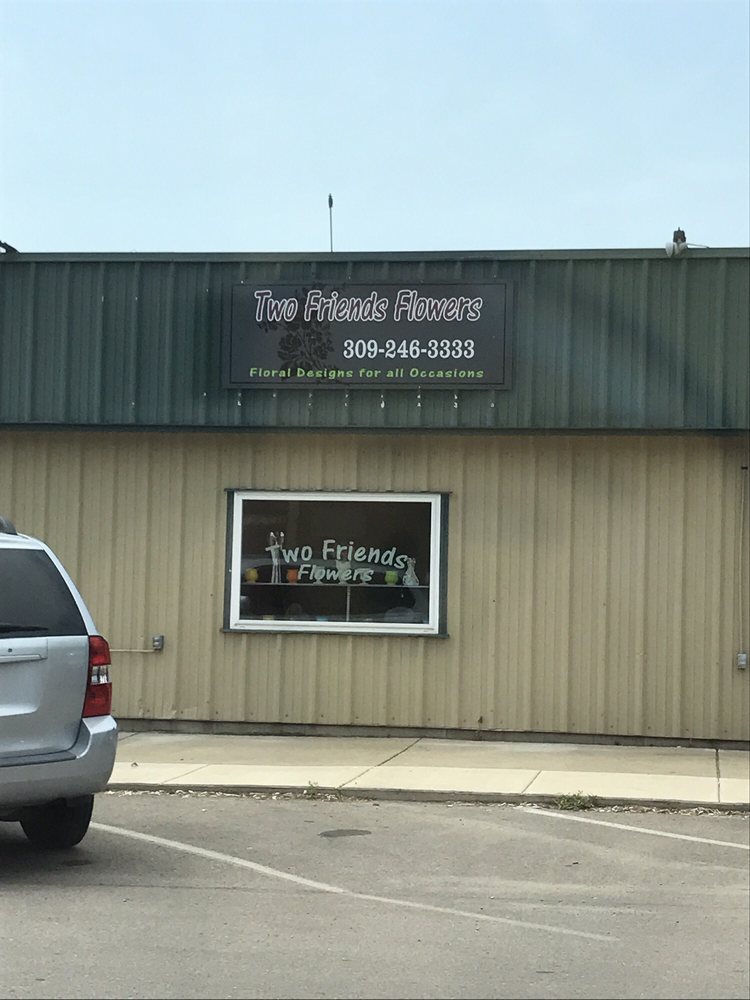 Two Friends Flowers
309-246-3333
Floral Designs for all Occasions
Two Friends
Flowers